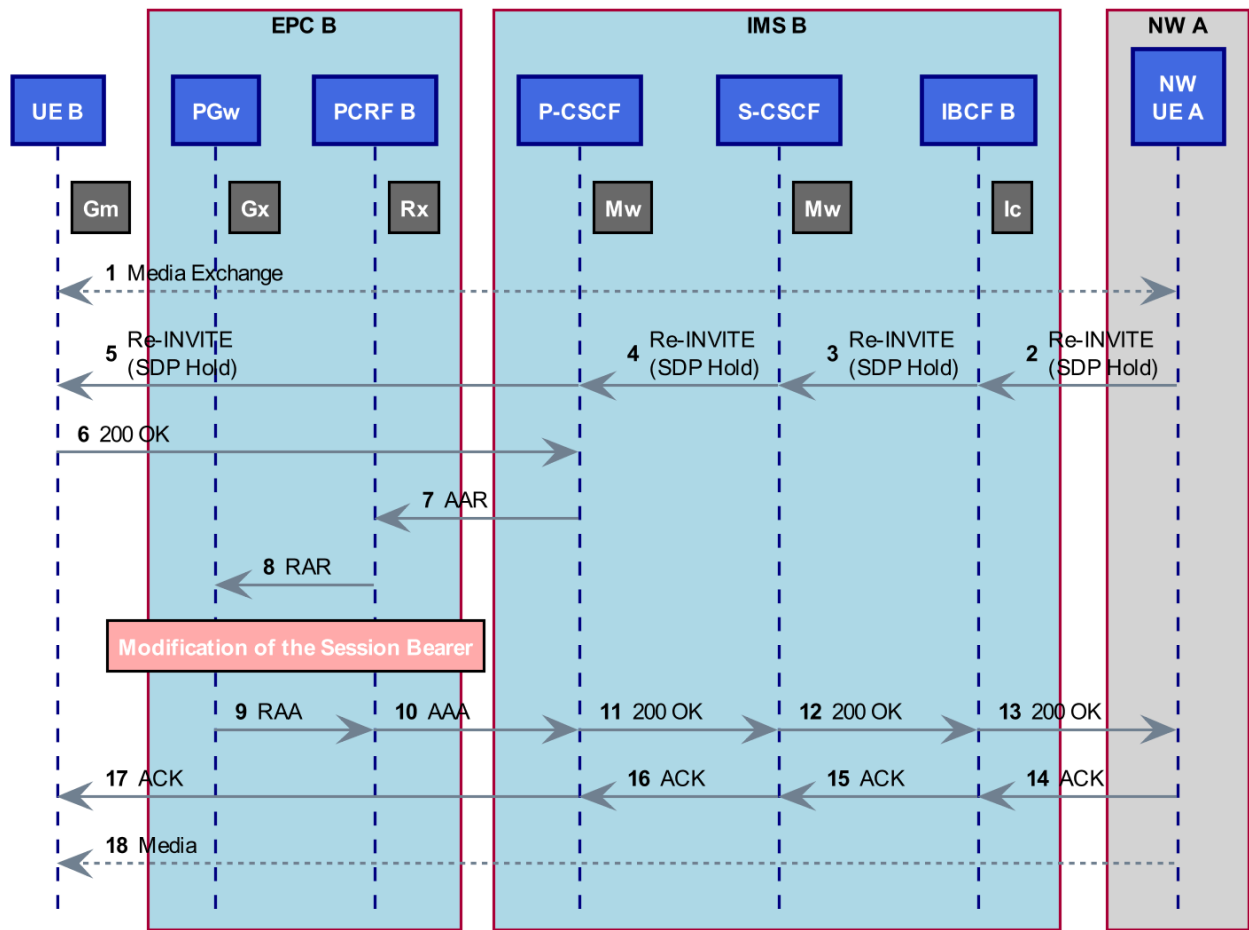 EPC B
IMS B
NW A
UE B
PGw
PCRF B
P-CSCF
S-CSCF
IBCF B
NW
UE A
Gm
Gx
Rx
Mw
Mw
Ic
1 Media Exchange
5 Re-INVITE
(SDP Hold)
4 Re-INVITE
(SDP Hold)
3 Re-INVITE
(SDP Hold)
2 Re-INVITE
(SDP Hold)
6 200 OK
7 AAR
8 RAR
Modification of the Session Bearer
9 RAA
10 AAA
11 200 OK
12 200 OK
13 200 OK
17 ACK
16 ACK
15 ACK
14 ACK
18 Media